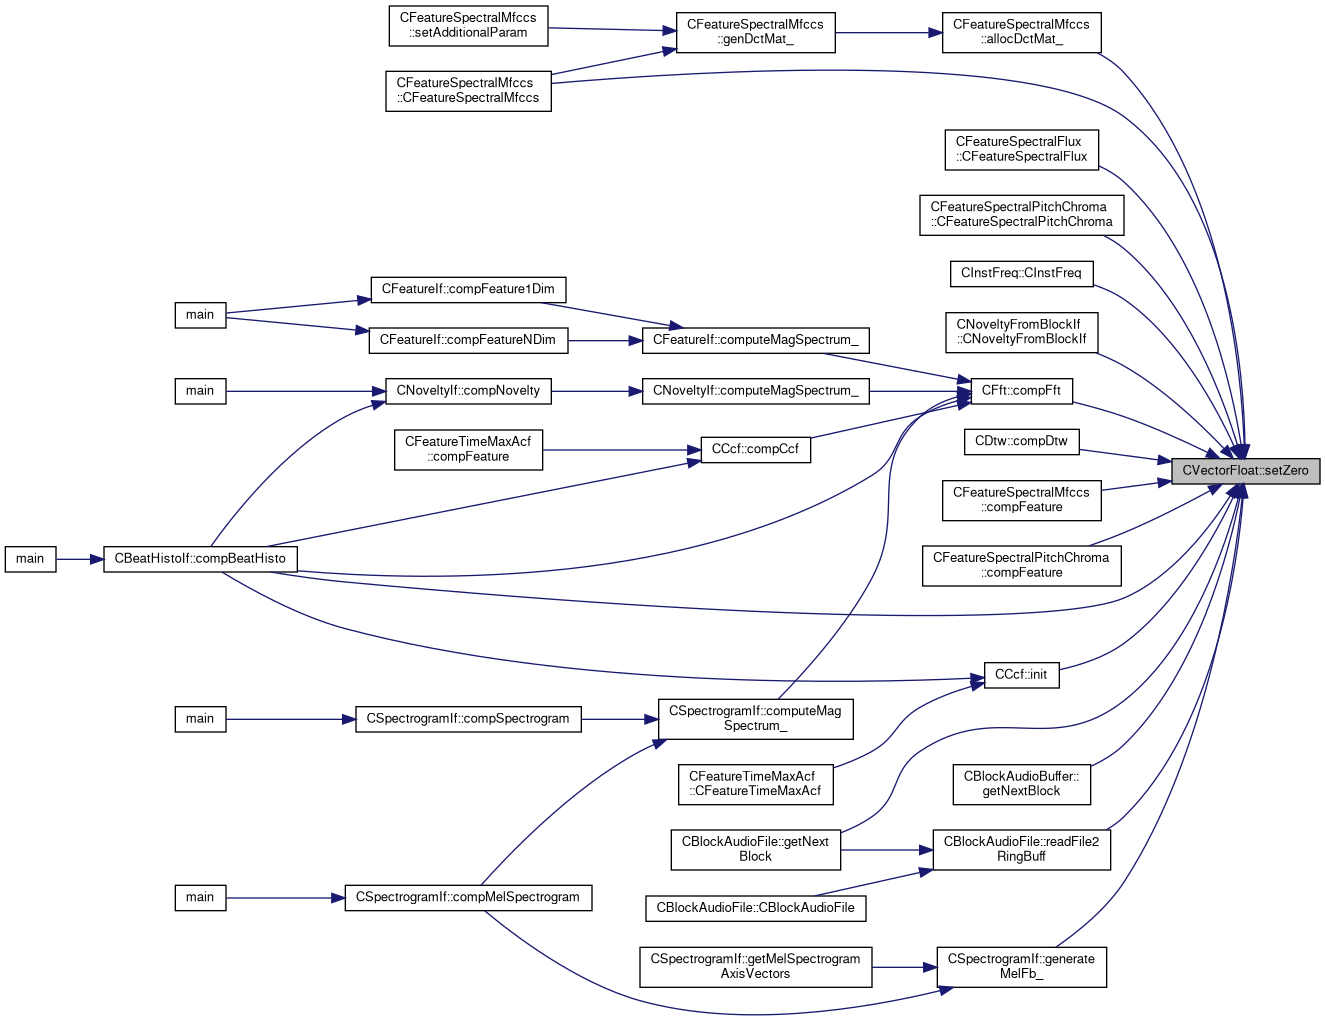 CFeatureSpectralMfccs
::setAdditionalParam
CFeatureSpectralMfccs
::genDctMat_
CFeatureSpectralMfccs
::allocDctMat_
CFeatureSpectralMfccs
::CFeatureSpectralMfccs
CFeatureSpectralFlux
::CFeatureSpectralFlux
CFeatureSpectralPitchChroma
::CFeatureSpectralPitchChroma
CInstFreq::CInstFreq
CFeatureIf::compFeature1Dim
main
CNoveltyFromBlockIf
::CNoveltyFromBlockIf
CFeatureIf::compFeatureNDim
CFeatureIf::computeMagSpectrum_
main
CNoveltyIf::compNovelty
CNoveltyIf::computeMagSpectrum_
CFft::compFft
CFeatureTimeMaxAcf
::compFeature
CCcf::compCcf
CDtw::compDtw
CVectorFloat::setZero
CFeatureSpectralMfccs
::compFeature
main
CBeatHistoIf::compBeatHisto
CFeatureSpectralPitchChroma
::compFeature
CCcf::init
main
CSpectrogramIf::compSpectrogram
CSpectrogramIf::computeMag
Spectrum_
CFeatureTimeMaxAcf
::CFeatureTimeMaxAcf
CBlockAudioBuffer::
getNextBlock
CBlockAudioFile::getNext
Block
CBlockAudioFile::readFile2
RingBuff
main
CSpectrogramIf::compMelSpectrogram
CBlockAudioFile::CBlockAudioFile
CSpectrogramIf::getMelSpectrogram
AxisVectors
CSpectrogramIf::generate
MelFb_